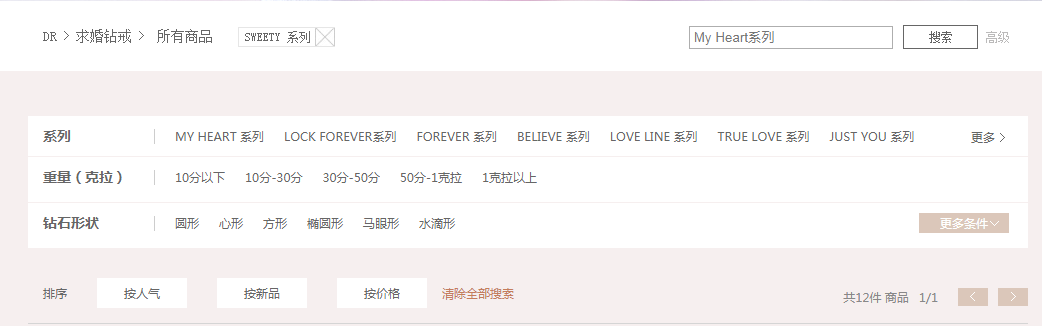 DR > 求婚钻戒 > 所有商品 SWEETY 系列 My Heart系列 搜索 高级
系列 MY HEART 系列 LOCK FOREVER系列 FOREVER 系列 BELIEVE 系列 LOVE LINE 系列 TRUE LOVE 系列 JUST YOU 系列 更多 >
重量（克拉） 10分以下 10分-30分 30分-50分 50分-1克拉 1克拉以上
钻石形状 圆形 心形 方形 椭圆形 马眼形 水滴形 更多条件
排序 按人气 按新品 按价格 清除全部搜索 共12件 商品 1/1 < >